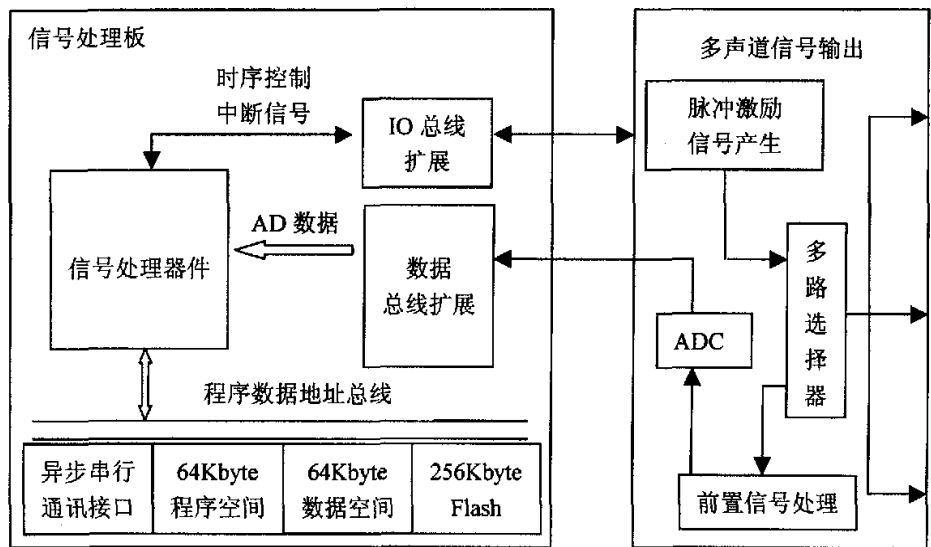 信号处理板
时序控制
中断信号
IO 总线
扩展
信号处理器件
AD 数据
数据
总线扩展
程序数据地址总线
异步串行
通讯接口
64Kbyte
程序空间
64Kbyte
数据空间
256Kbyte
Flash
多声道信号输出
脉冲激励
信号产生
多
路
选
择
器
ADC
前置信号处理